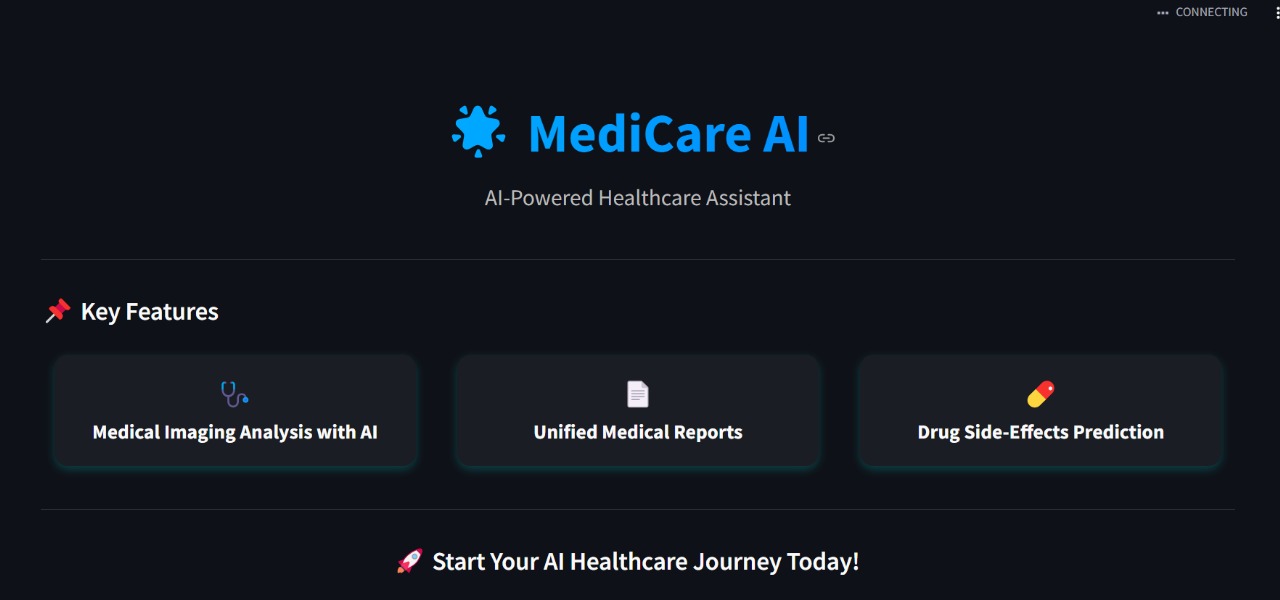 CONNECTING
MediCare AI
AI-Powered Healthcare Assistant
Key Features
Medical Imaging Analysis with AI
Unified Medical Reports
Drug Side-Effects Prediction
Start Your AI Healthcare Journey Today!